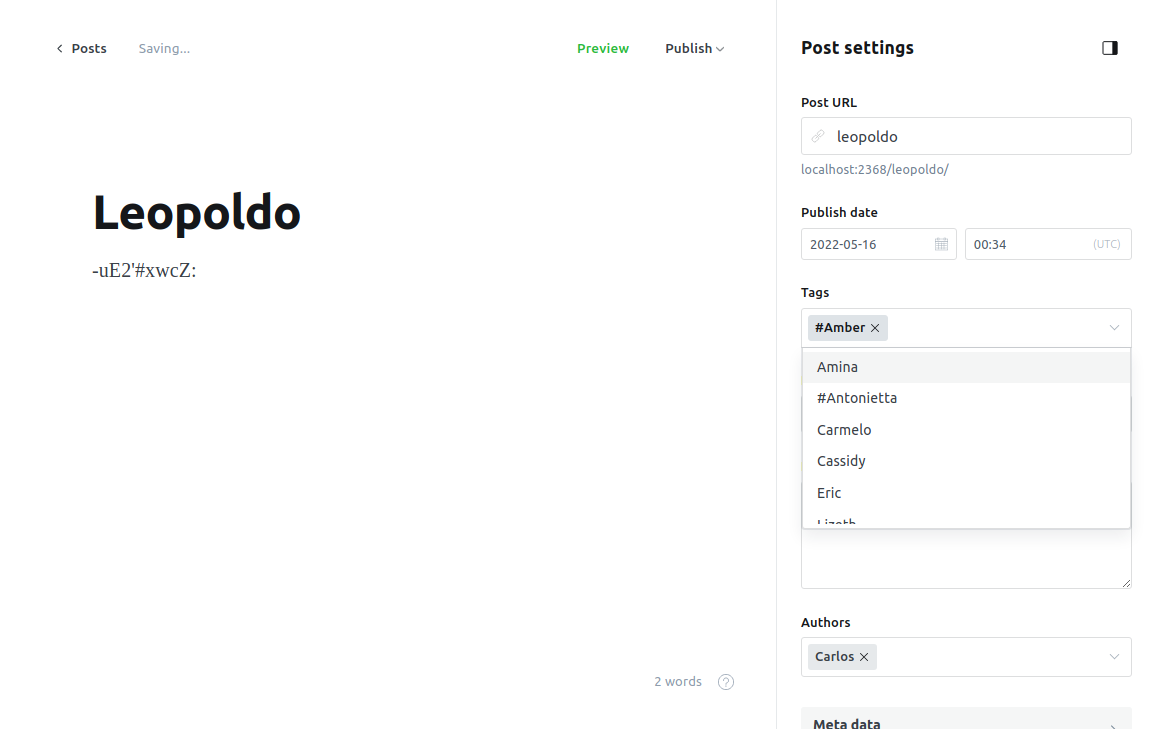 Posts
Saving...
Preview
Publish
Leopoldo
-uE2'#xwcZ:
2 words
?
Post settings
Post URL
leopoldo
localhost:2368/leopoldo/
Publish date
2022-05-16
00:34
(UTC)
Tags
#Amber
Amina
#Antonietta
Carmelo
Cassidy
Eric
Lizeth
Authors
Carlos
Meta data